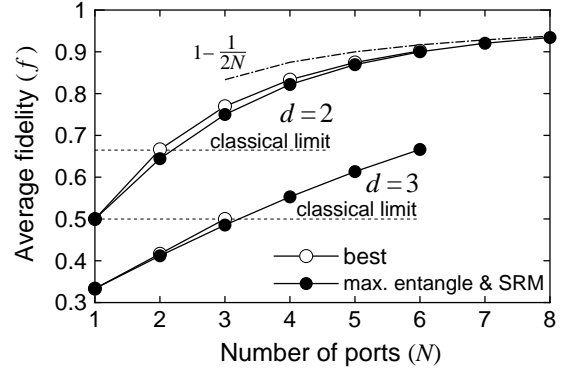 1
0.9
0.8
0.7
0.6
0.5
0.4
0.3
Average fidelity (f)
1 – 1/2N
d = 2
classical limit
d = 3
classical limit
best
max. entangle & SRM
1 2 3 4 5 6 7 8
Number of ports (N)